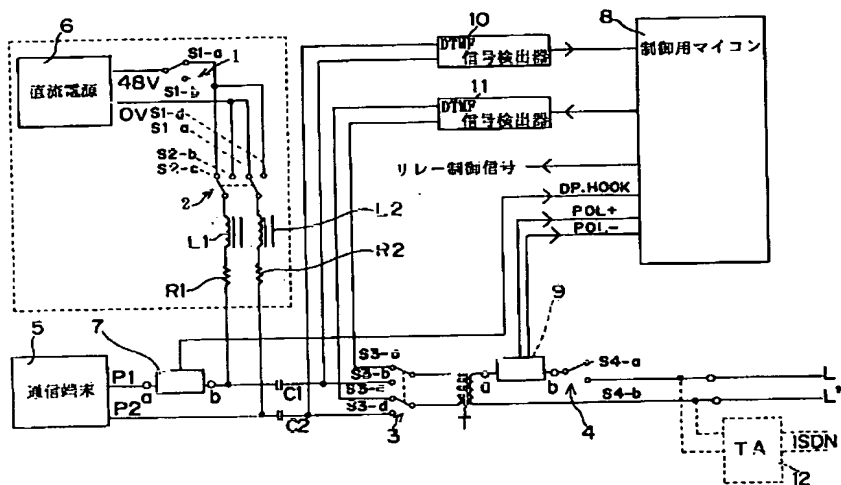 6
直流電源
48V
0V
S1-a
1
S1-b
S1-d
S1-a
S2-b
S2-c
2
L1
L2
R1
R2
10
DTMF
信号検出器
11
DTMF
信号検出器
8
制御用マイコン
リレー制御信号
DP.HOOK
POL+
POL-
5
通信端末
P1
P2
7
a
b
C1
C2
S3-b
S3-d
3
9
a
b
S4-a
S4-b
4
L
L'
TA
ISDN
12